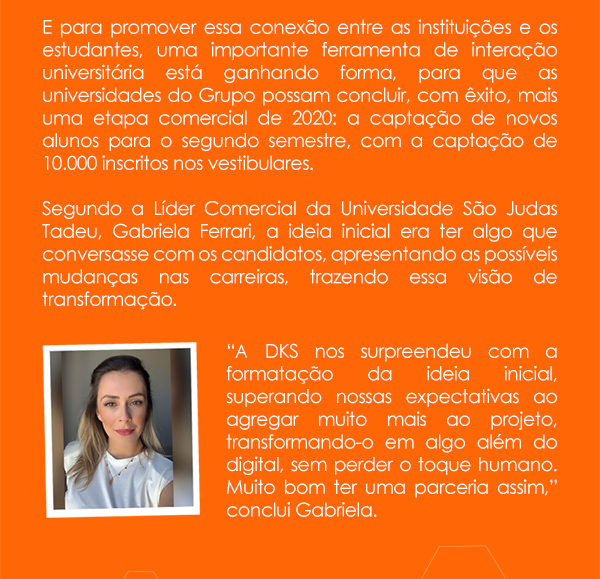 E para promover essa conexão entre as instituições e os
estudantes, uma importante ferramenta de interação
universitária está ganhando forma, para que as
universidades do Grupo possam concluir, com êxito, mais
uma etapa comercial de 2020: a captação de novos
alunos para o segundo semestre, com a captação de
10.000 inscritos nos vestibulares.
Segundo a Líder Comercial da Universidade São Judas
Tadeu, Gabriela Ferrari, a ideia inicial era ter algo que
conversasse com os candidatos, apresentando as possíveis
mudanças nas carreiras, trazendo essa visão de
transformação.
“A DKS nos surpreendeu com a
formatação da ideia inicial,
superando nossas expectativas ao
agregar muito mais ao projeto,
transformando-o em algo além do
digital, sem perder o toque humano.
Muito bom ter uma parceria assim,”
conclui Gabriela.